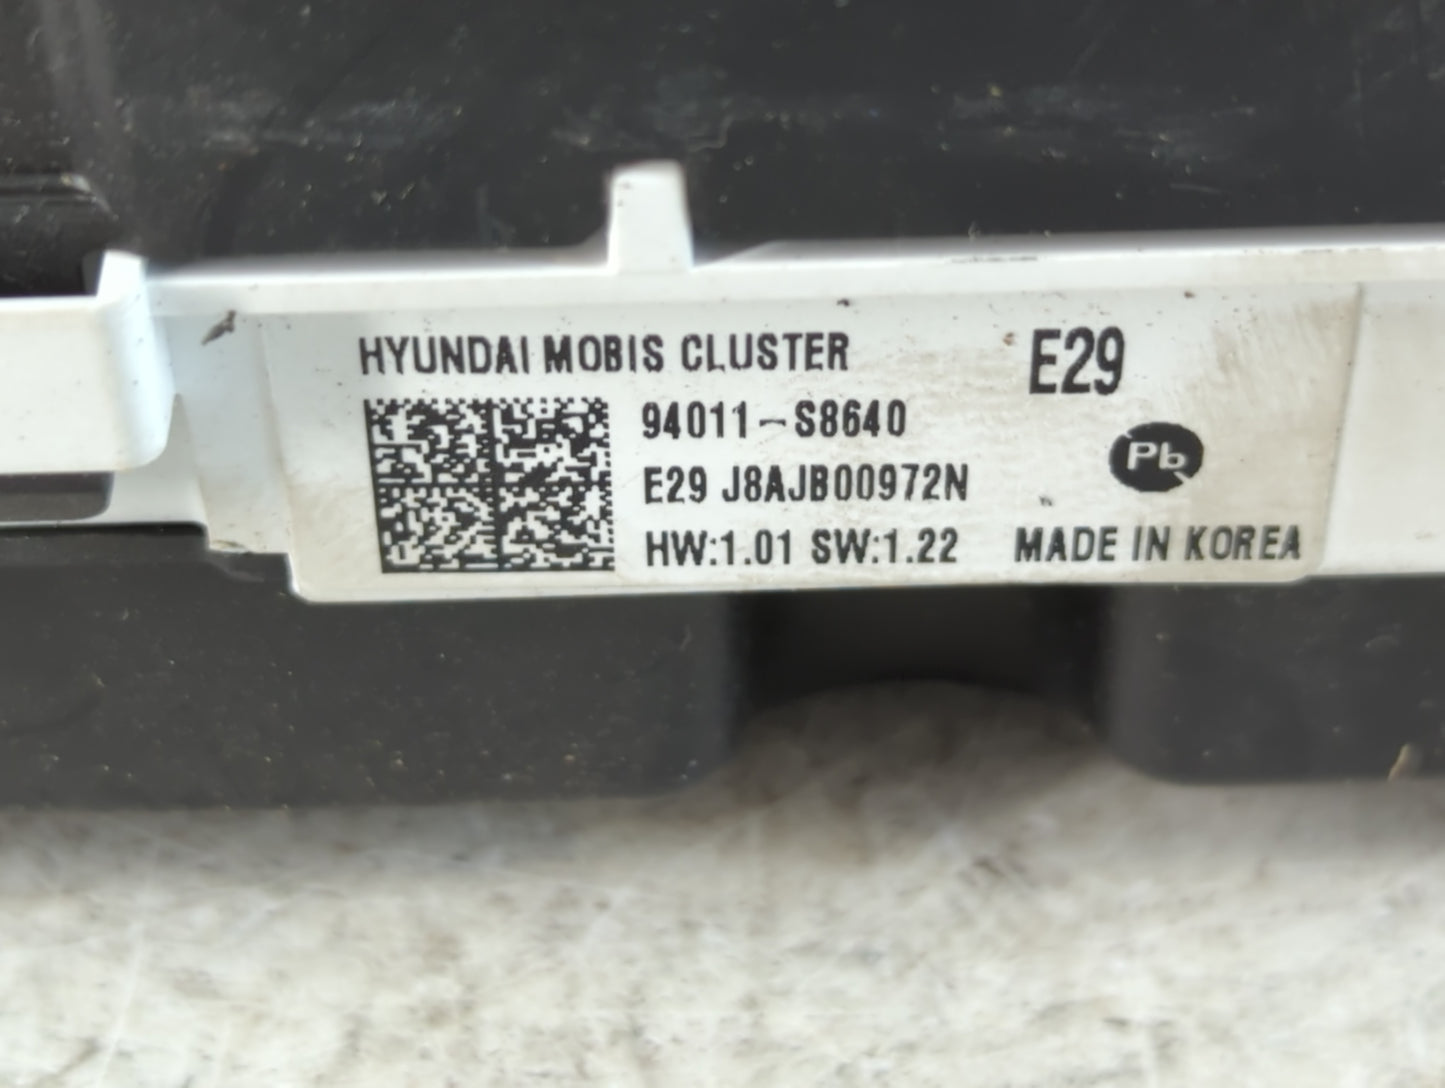 HYUNDAI MOBIS CLUSTER
E29
94011-S8640
Pb
E29 J8AJB00972N
HW:1.01 SW:1.22
MADE IN KOREA